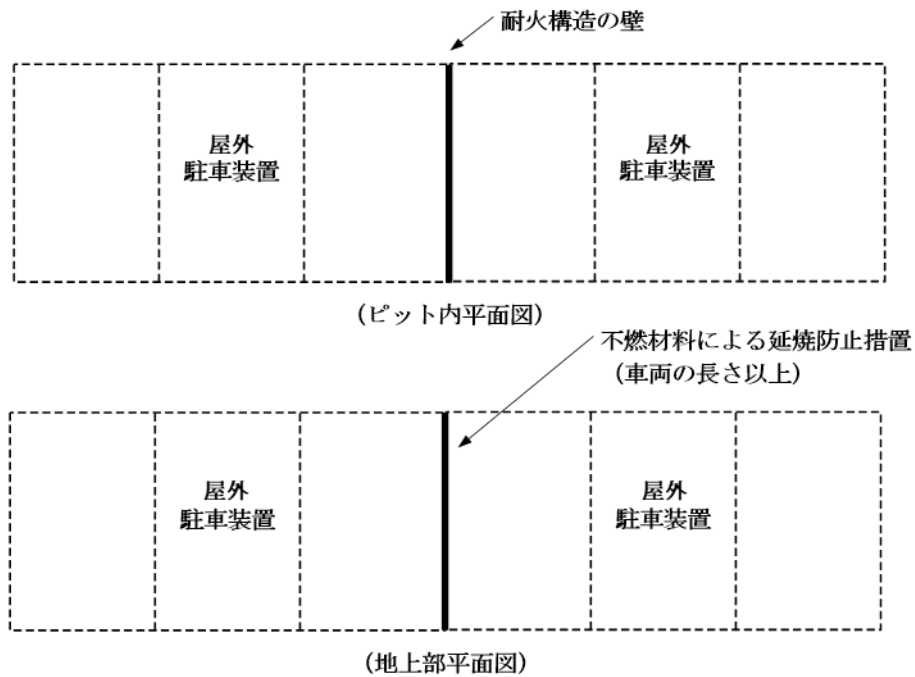 耐火構造の壁
屋外
駐車装置
屋外
駐車装置
（ピット内平面図）
不燃材料による延焼防止措置
（車両の長さ以上）
屋外
駐車装置
屋外
駐車装置
（地上部平面図）